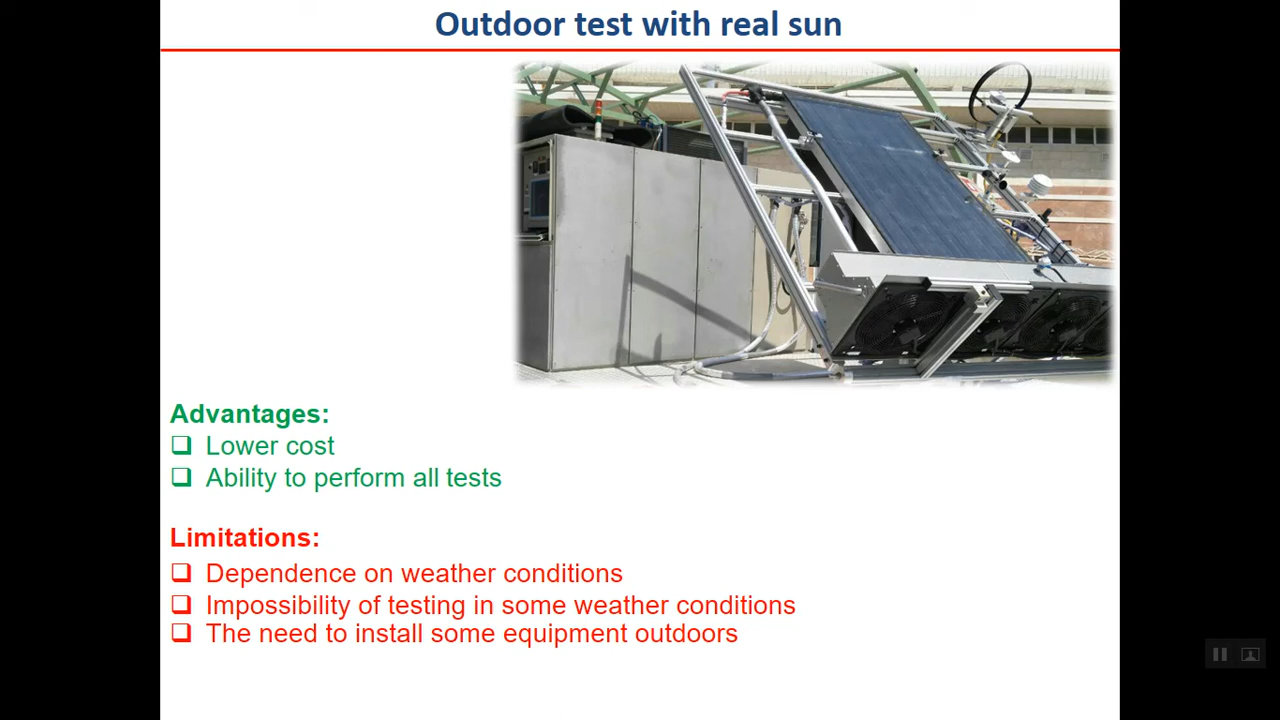 Outdoor test with real sun
Advantages:
❑ Lower cost
❑ Ability to perform all tests
Limitations:
❑ Dependence on weather conditions
❑ Impossibility of testing in some weather conditions
❑ The need to install some equipment outdoors